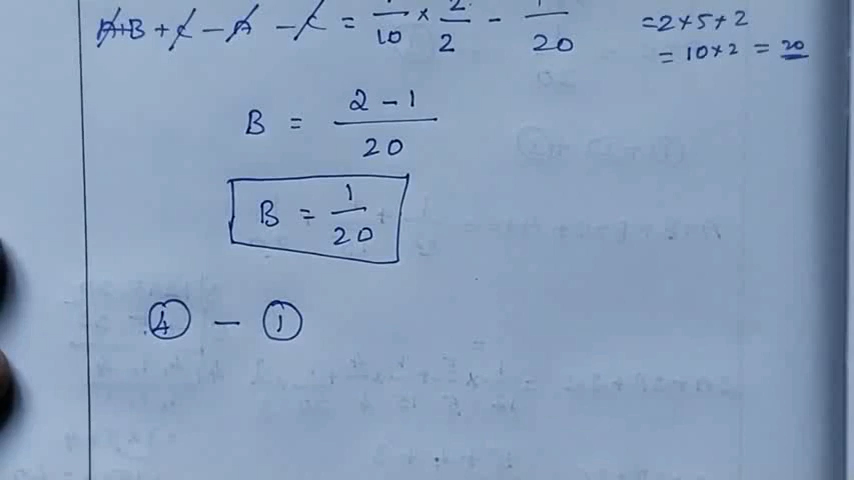 A+B + C - A - C = 1/10 × 2/2 - 1/20
= 2 × 5 × 2
= 10 × 2 = 20
B = 2 - 1 / 20
B = 1/20
④ - ①